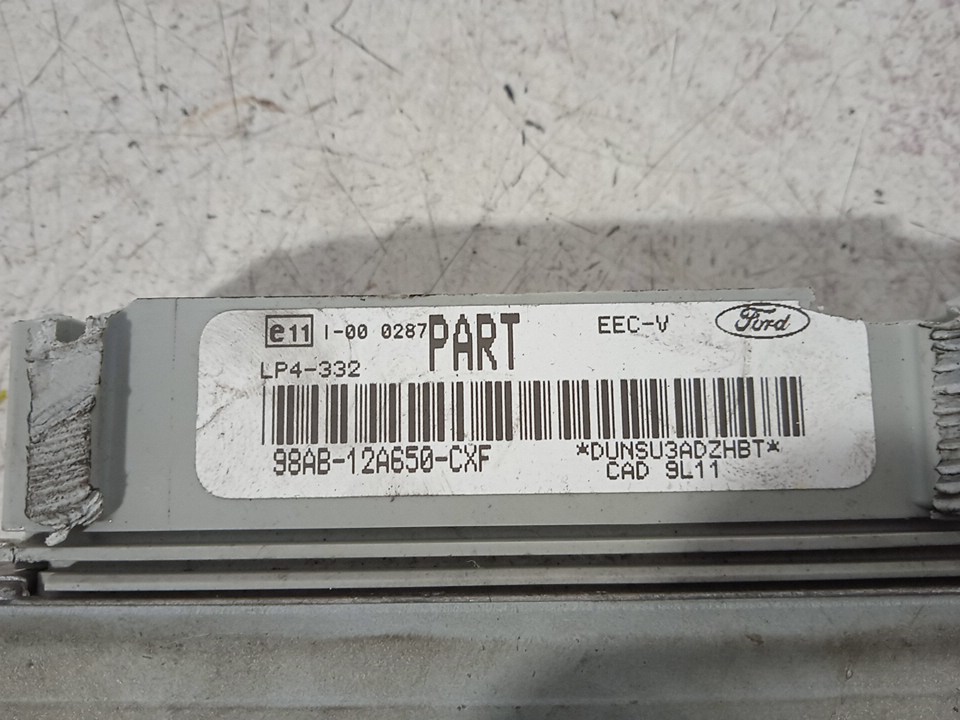 e11 I-00 0287 PART EEC-V Ford
LP4-332
98AB-12A650-CXF *DUNSU3ADZHBT*
CAD 9L11